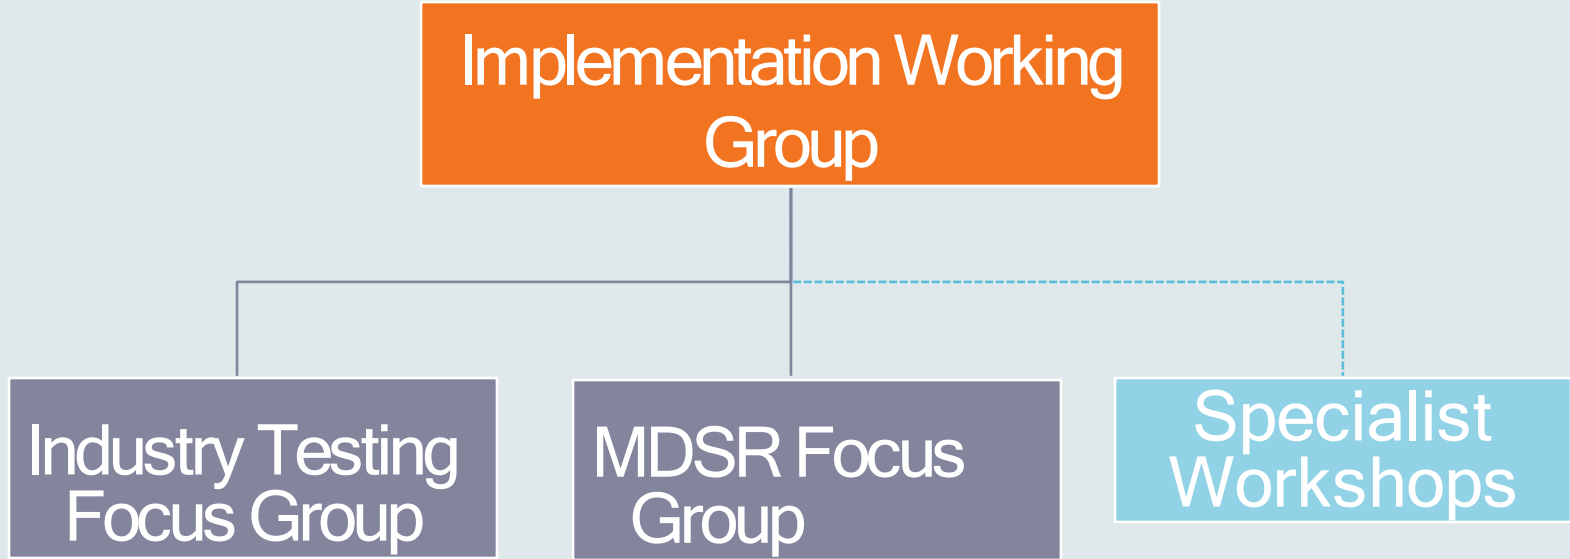 Implementation Working
Group
Industry Testing
Focus Group
MDSR Focus
Group
Specialist
Workshops